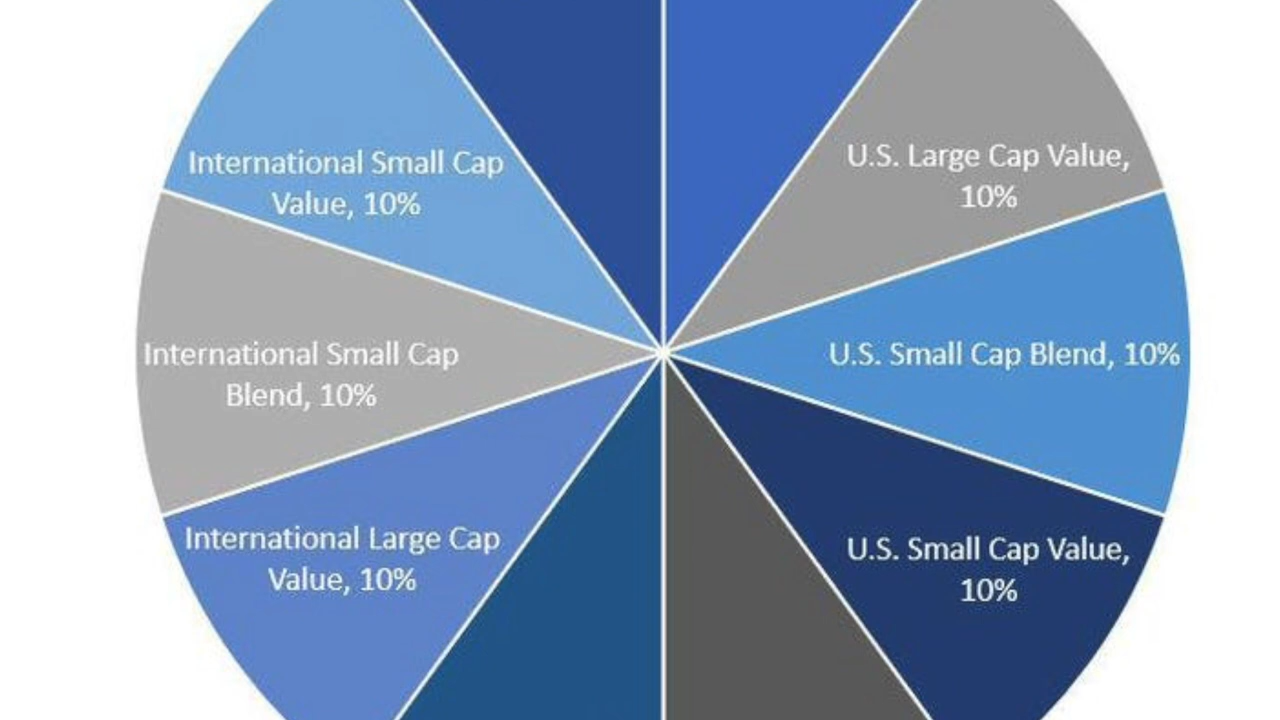 International Small Cap
Value, 10%
U.S. Large Cap Value,
10%
International Small Cap
Blend, 10%
U.S. Small Cap Blend, 10%
International Large Cap
Value, 10%
U.S. Small Cap Value,
10%